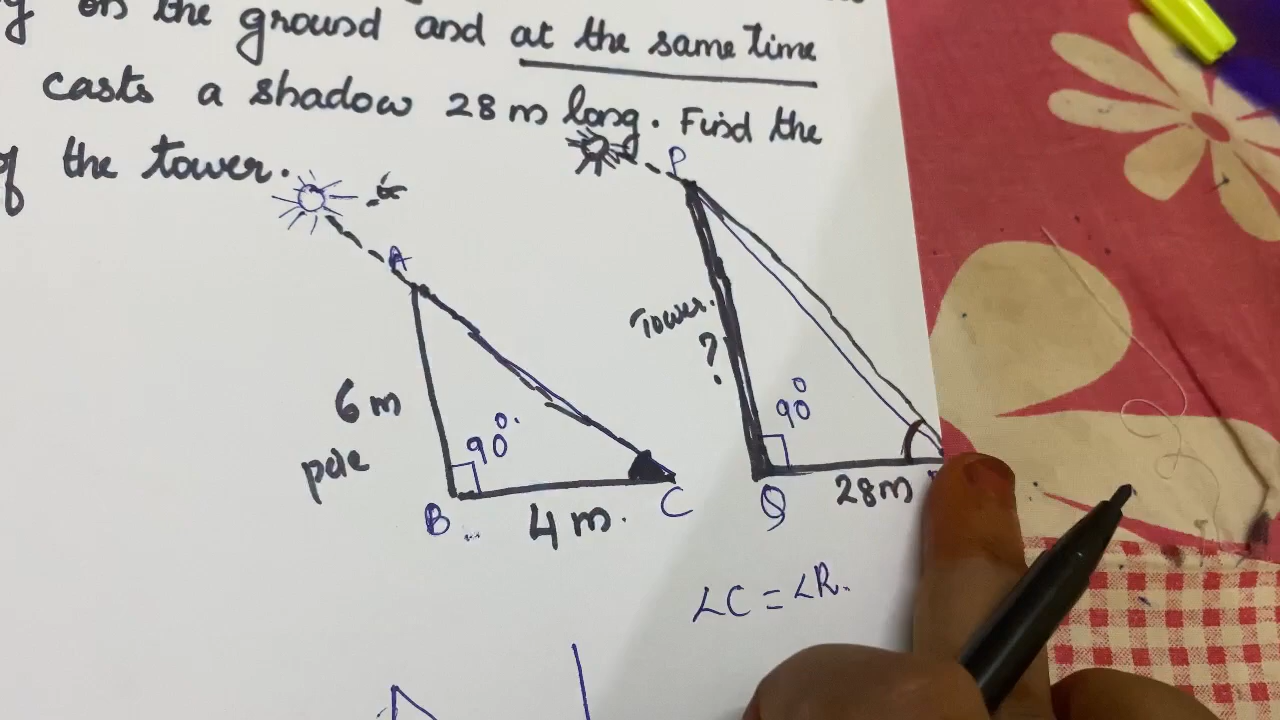 on the ground and at the same time
casts a shadow 28 m long. Find the
the tower.
P
A
Tower.
?
6 m
pole
90°
90°
B
4 m.
C
Q
28m
∠C = ∠R.